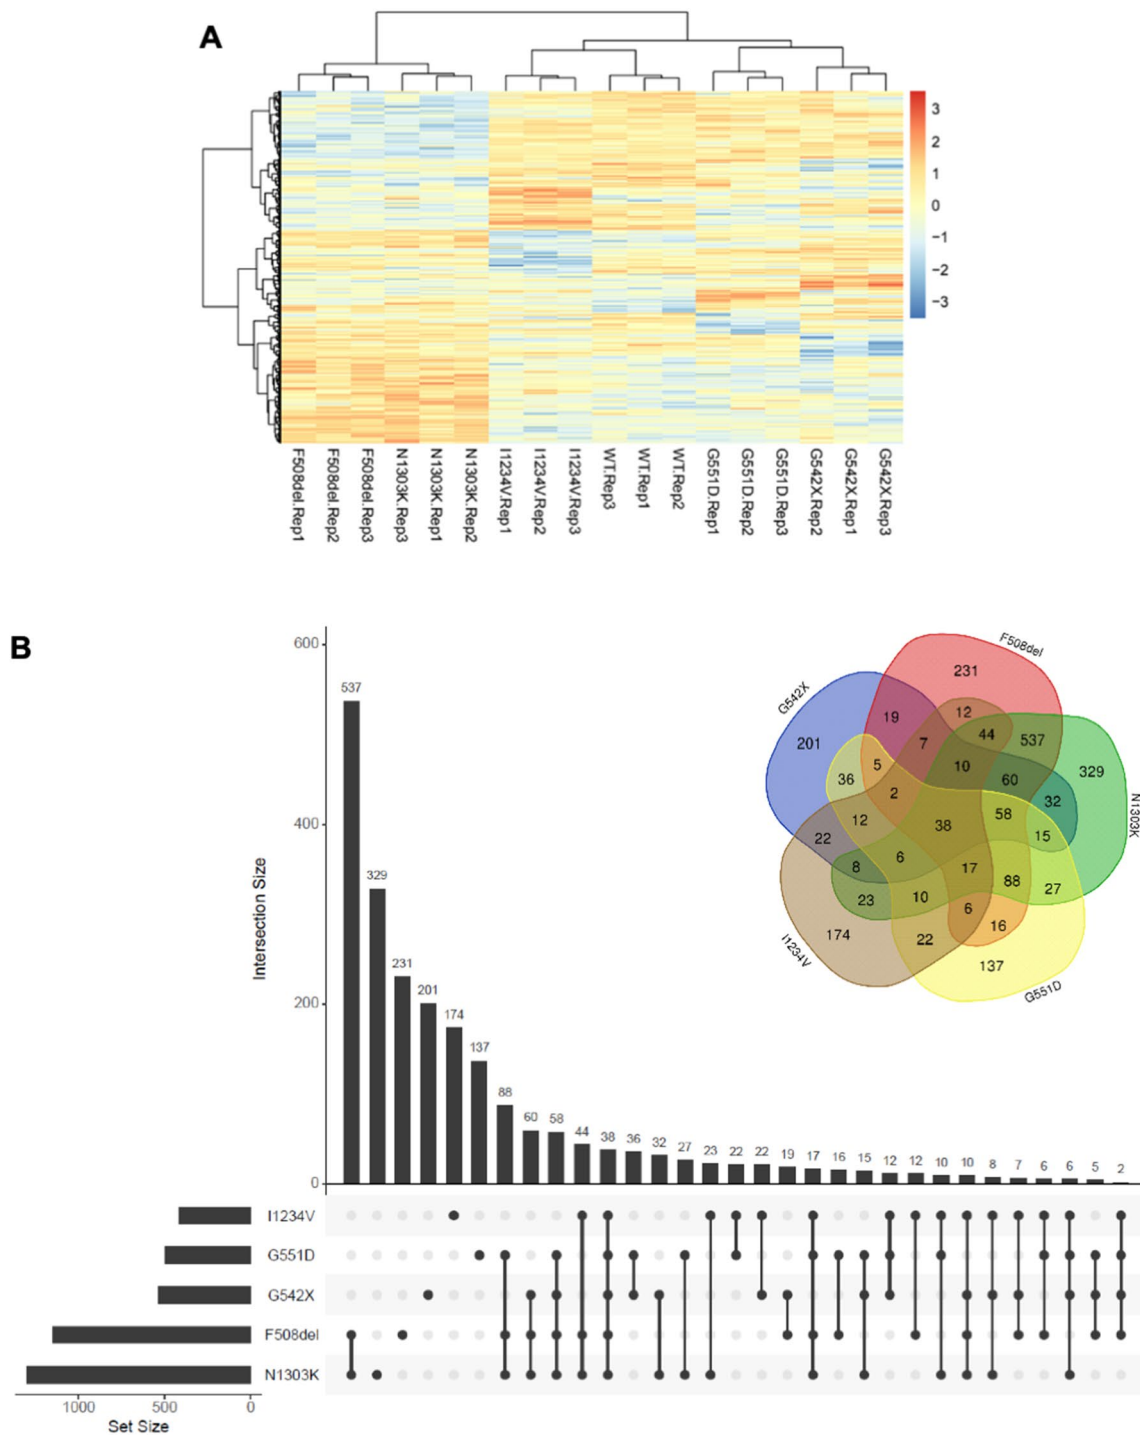 A
3
2
1
0
−1
−2
−3
F508del.Rep1
F508del.Rep2
F508del.Rep3
N1303K.Rep3
N1303K.Rep1
N1303K.Rep2
I1234V.Rep1
I1234V.Rep2
I1234V.Rep3
WT.Rep3
WT.Rep1
WT.Rep2
G551D.Rep1
G551D.Rep2
G551D.Rep3
G542X.Rep2
G542X.Rep1
G542X.Rep3
B
600
400
200
0
Intersection Size
537
329
231
201
174
137
88
60
58
44
38
36
32
27
23
22
22
19
17
16
15
12
12
10
10
8
7
6
6
5
2
F508del
G542X
N1303K
I1234V
G551D
231
19
12
7
44
537
201
5
10
329
36
60
2
32
12
38
58
15
22
8
6
17
88
27
23
10
6
16
174
22
137
I1234V
G551D
G542X
F508del
N1303K
1000
500
0
Set Size